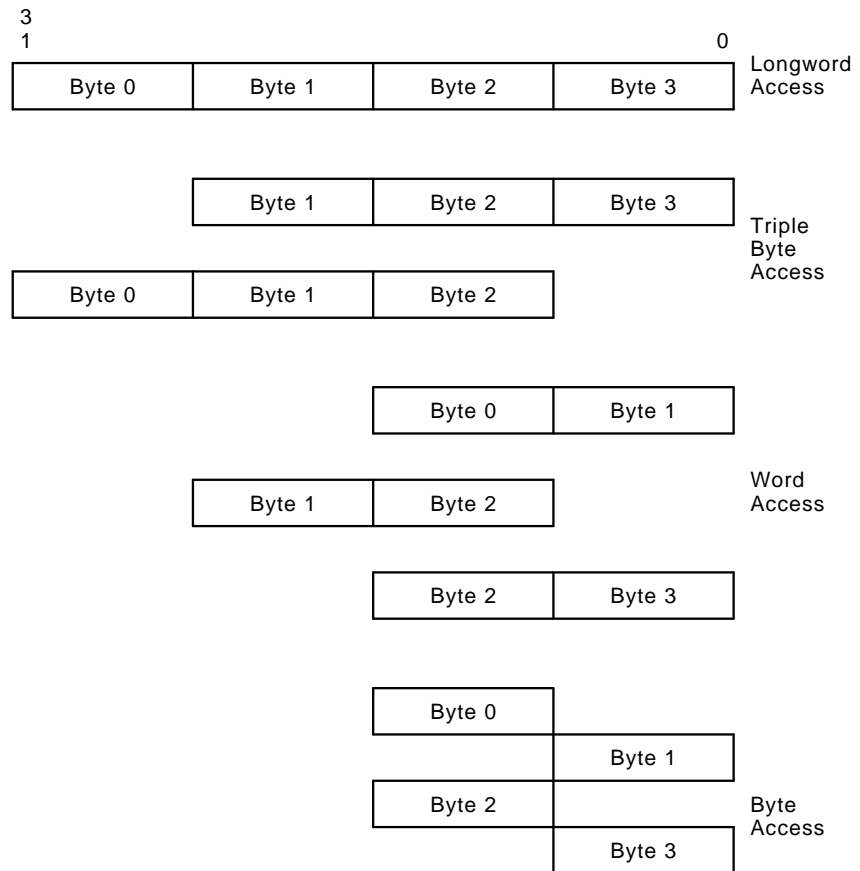 3
1 0
Byte 0 Byte 1 Byte 2 Byte 3
Longword
Access
Byte 1 Byte 2 Byte 3
Byte 0 Byte 1 Byte 2
Triple
Byte
Access
Byte 0 Byte 1
Byte 1 Byte 2
Word
Access
Byte 2 Byte 3
Byte 0
Byte 1
Byte 2
Byte 3
Byte
Access